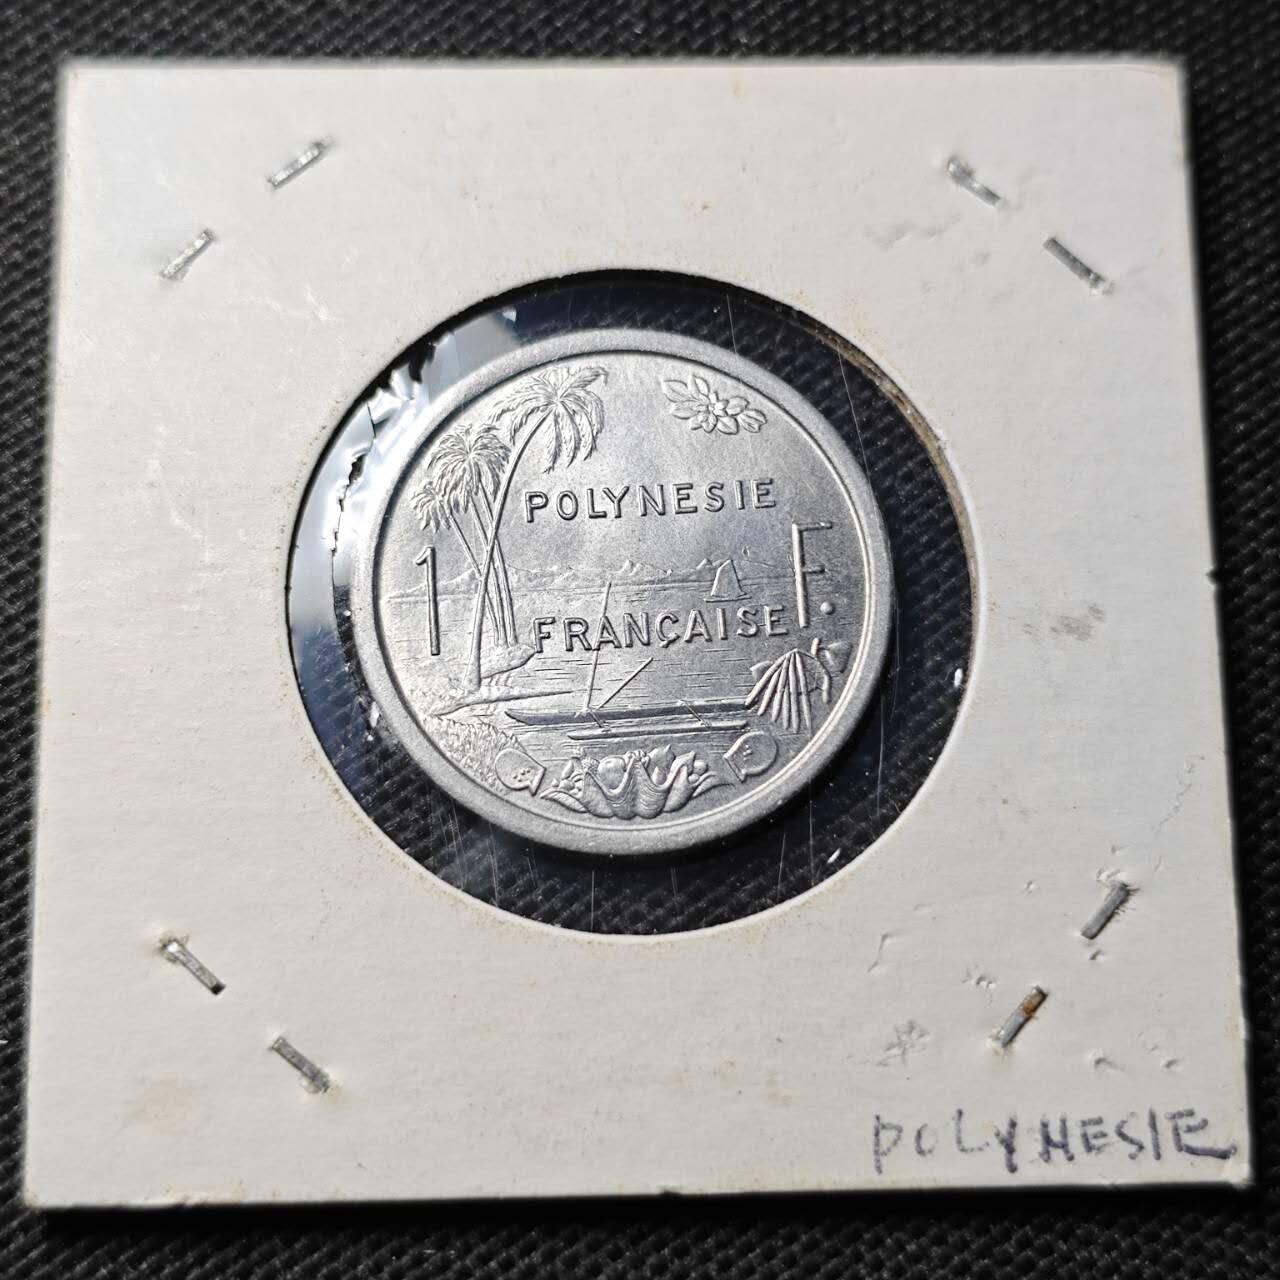 POLYNESIE
1 F.
FRANÇAISE
POLYNESIE